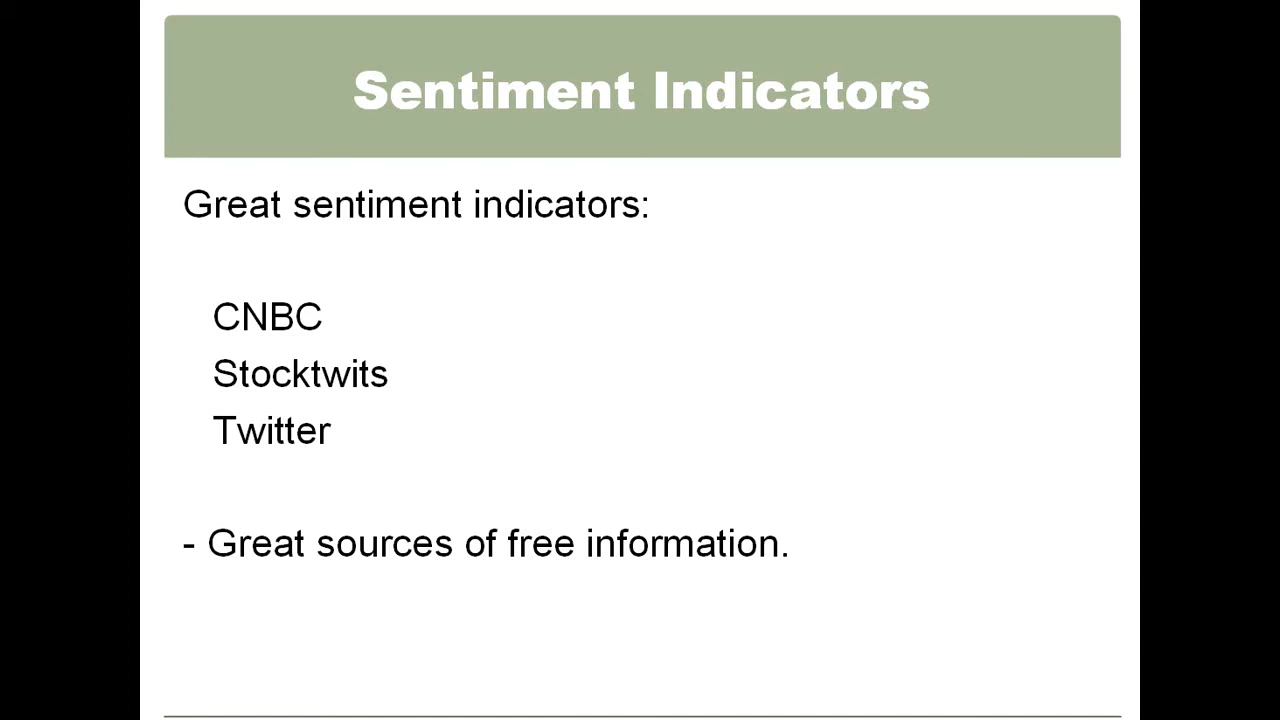 Sentiment Indicators
Great sentiment indicators:
CNBC
Stocktwits
Twitter
- Great sources of free information.